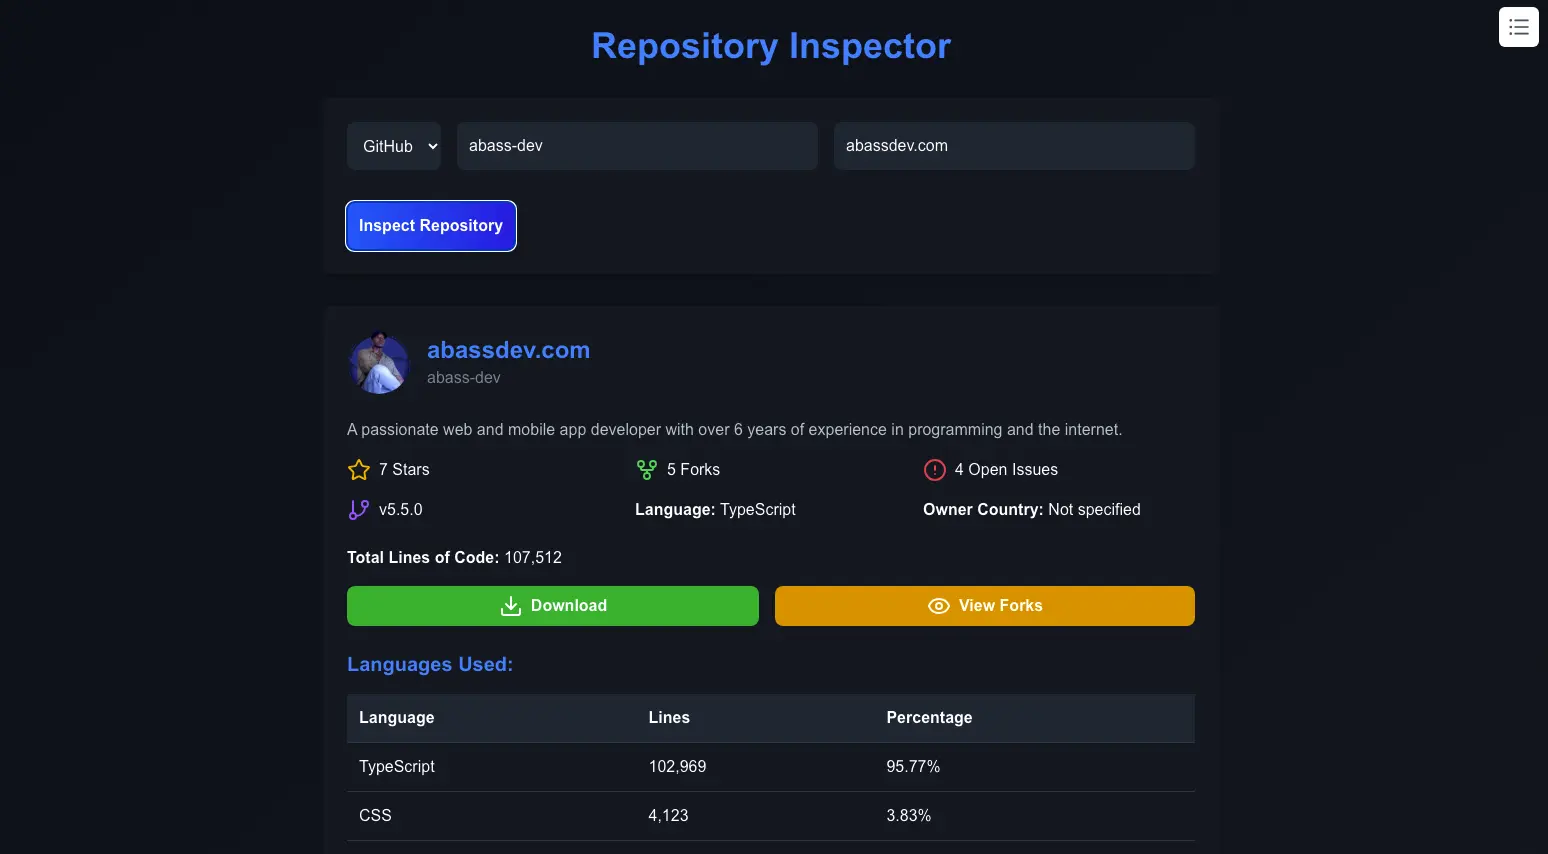 Repository Inspector
GitHub
abass-dev
abassdev.com
Inspect Repository
abassdev.com
abass-dev
A passionate web and mobile app developer with over 6 years of experience in programming and the internet.
7 Stars
5 Forks
4 Open Issues
v5.5.0
Language: TypeScript
Owner Country: Not specified
Total Lines of Code: 107,512
Download
View Forks
Languages Used:
Language Lines Percentage
TypeScript 102,969 95.77%
CSS 4,123 3.83%